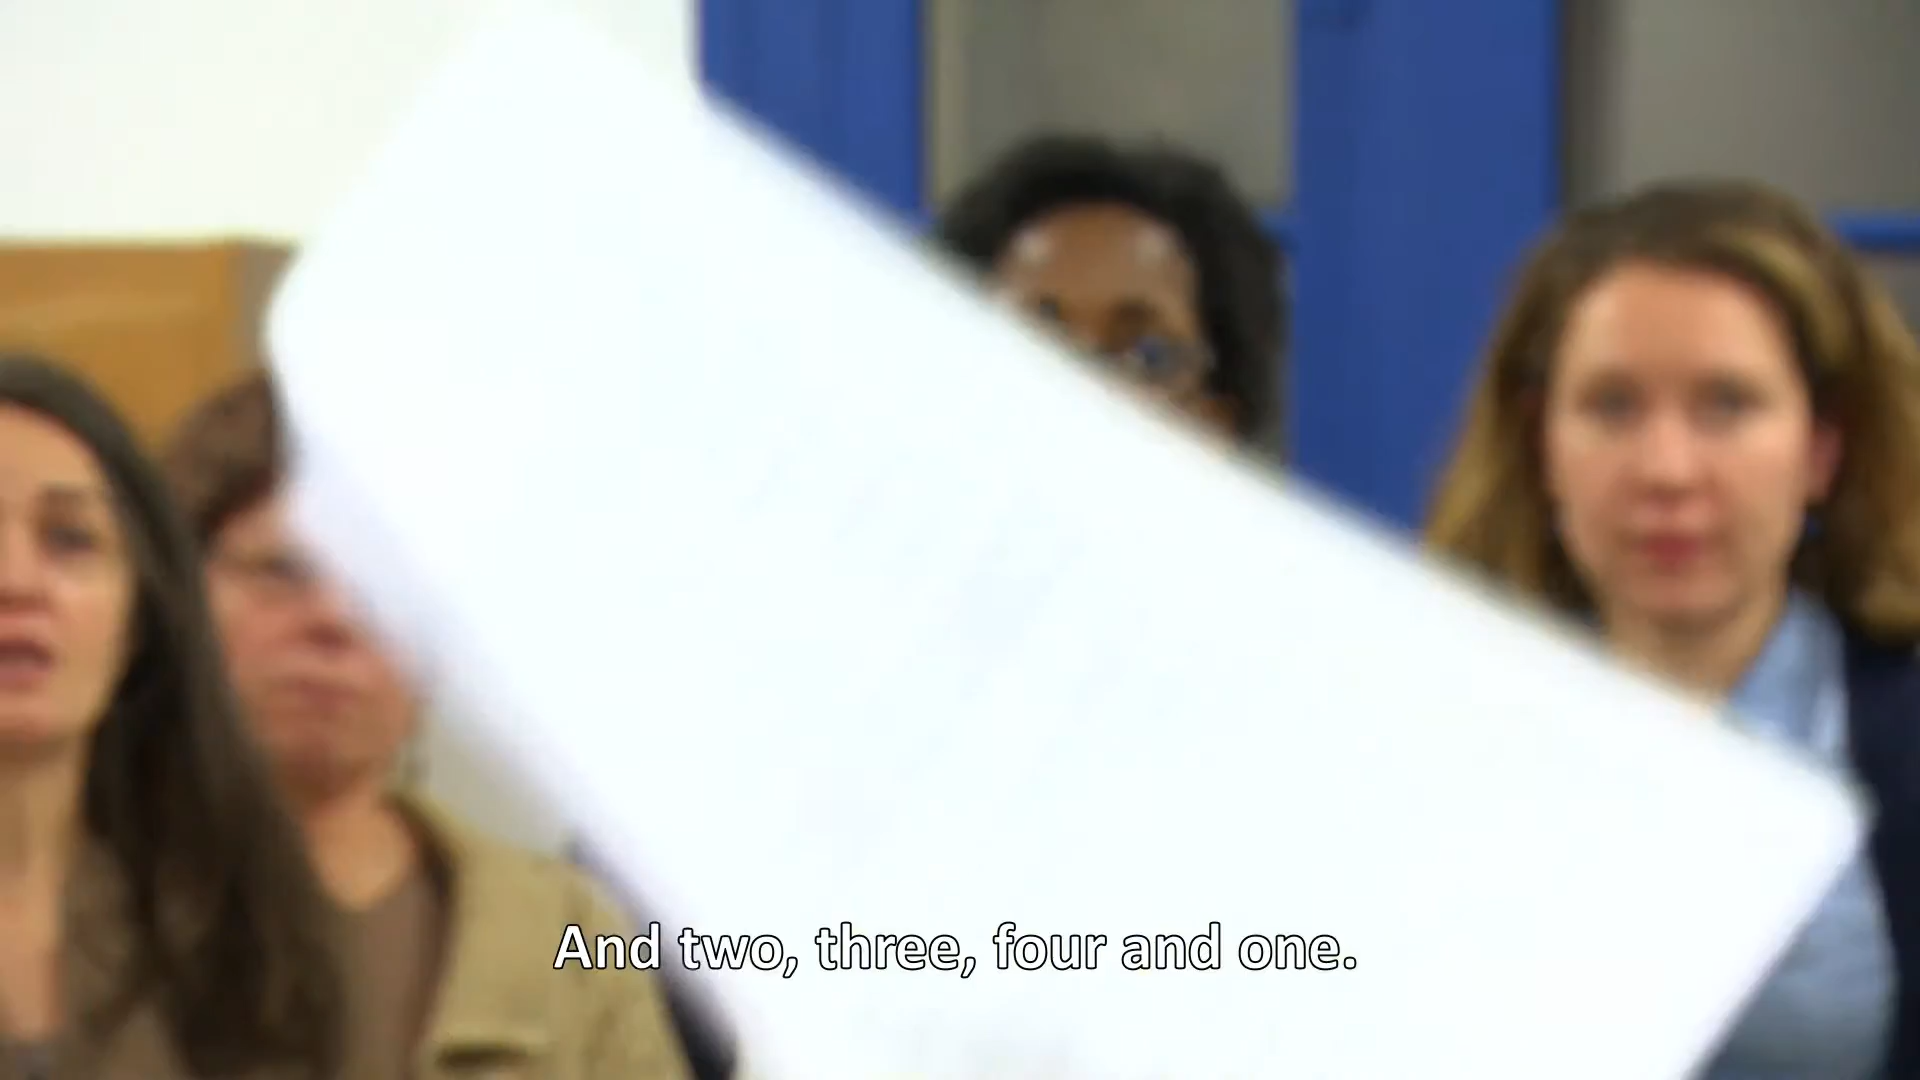 And two, three, four and one.